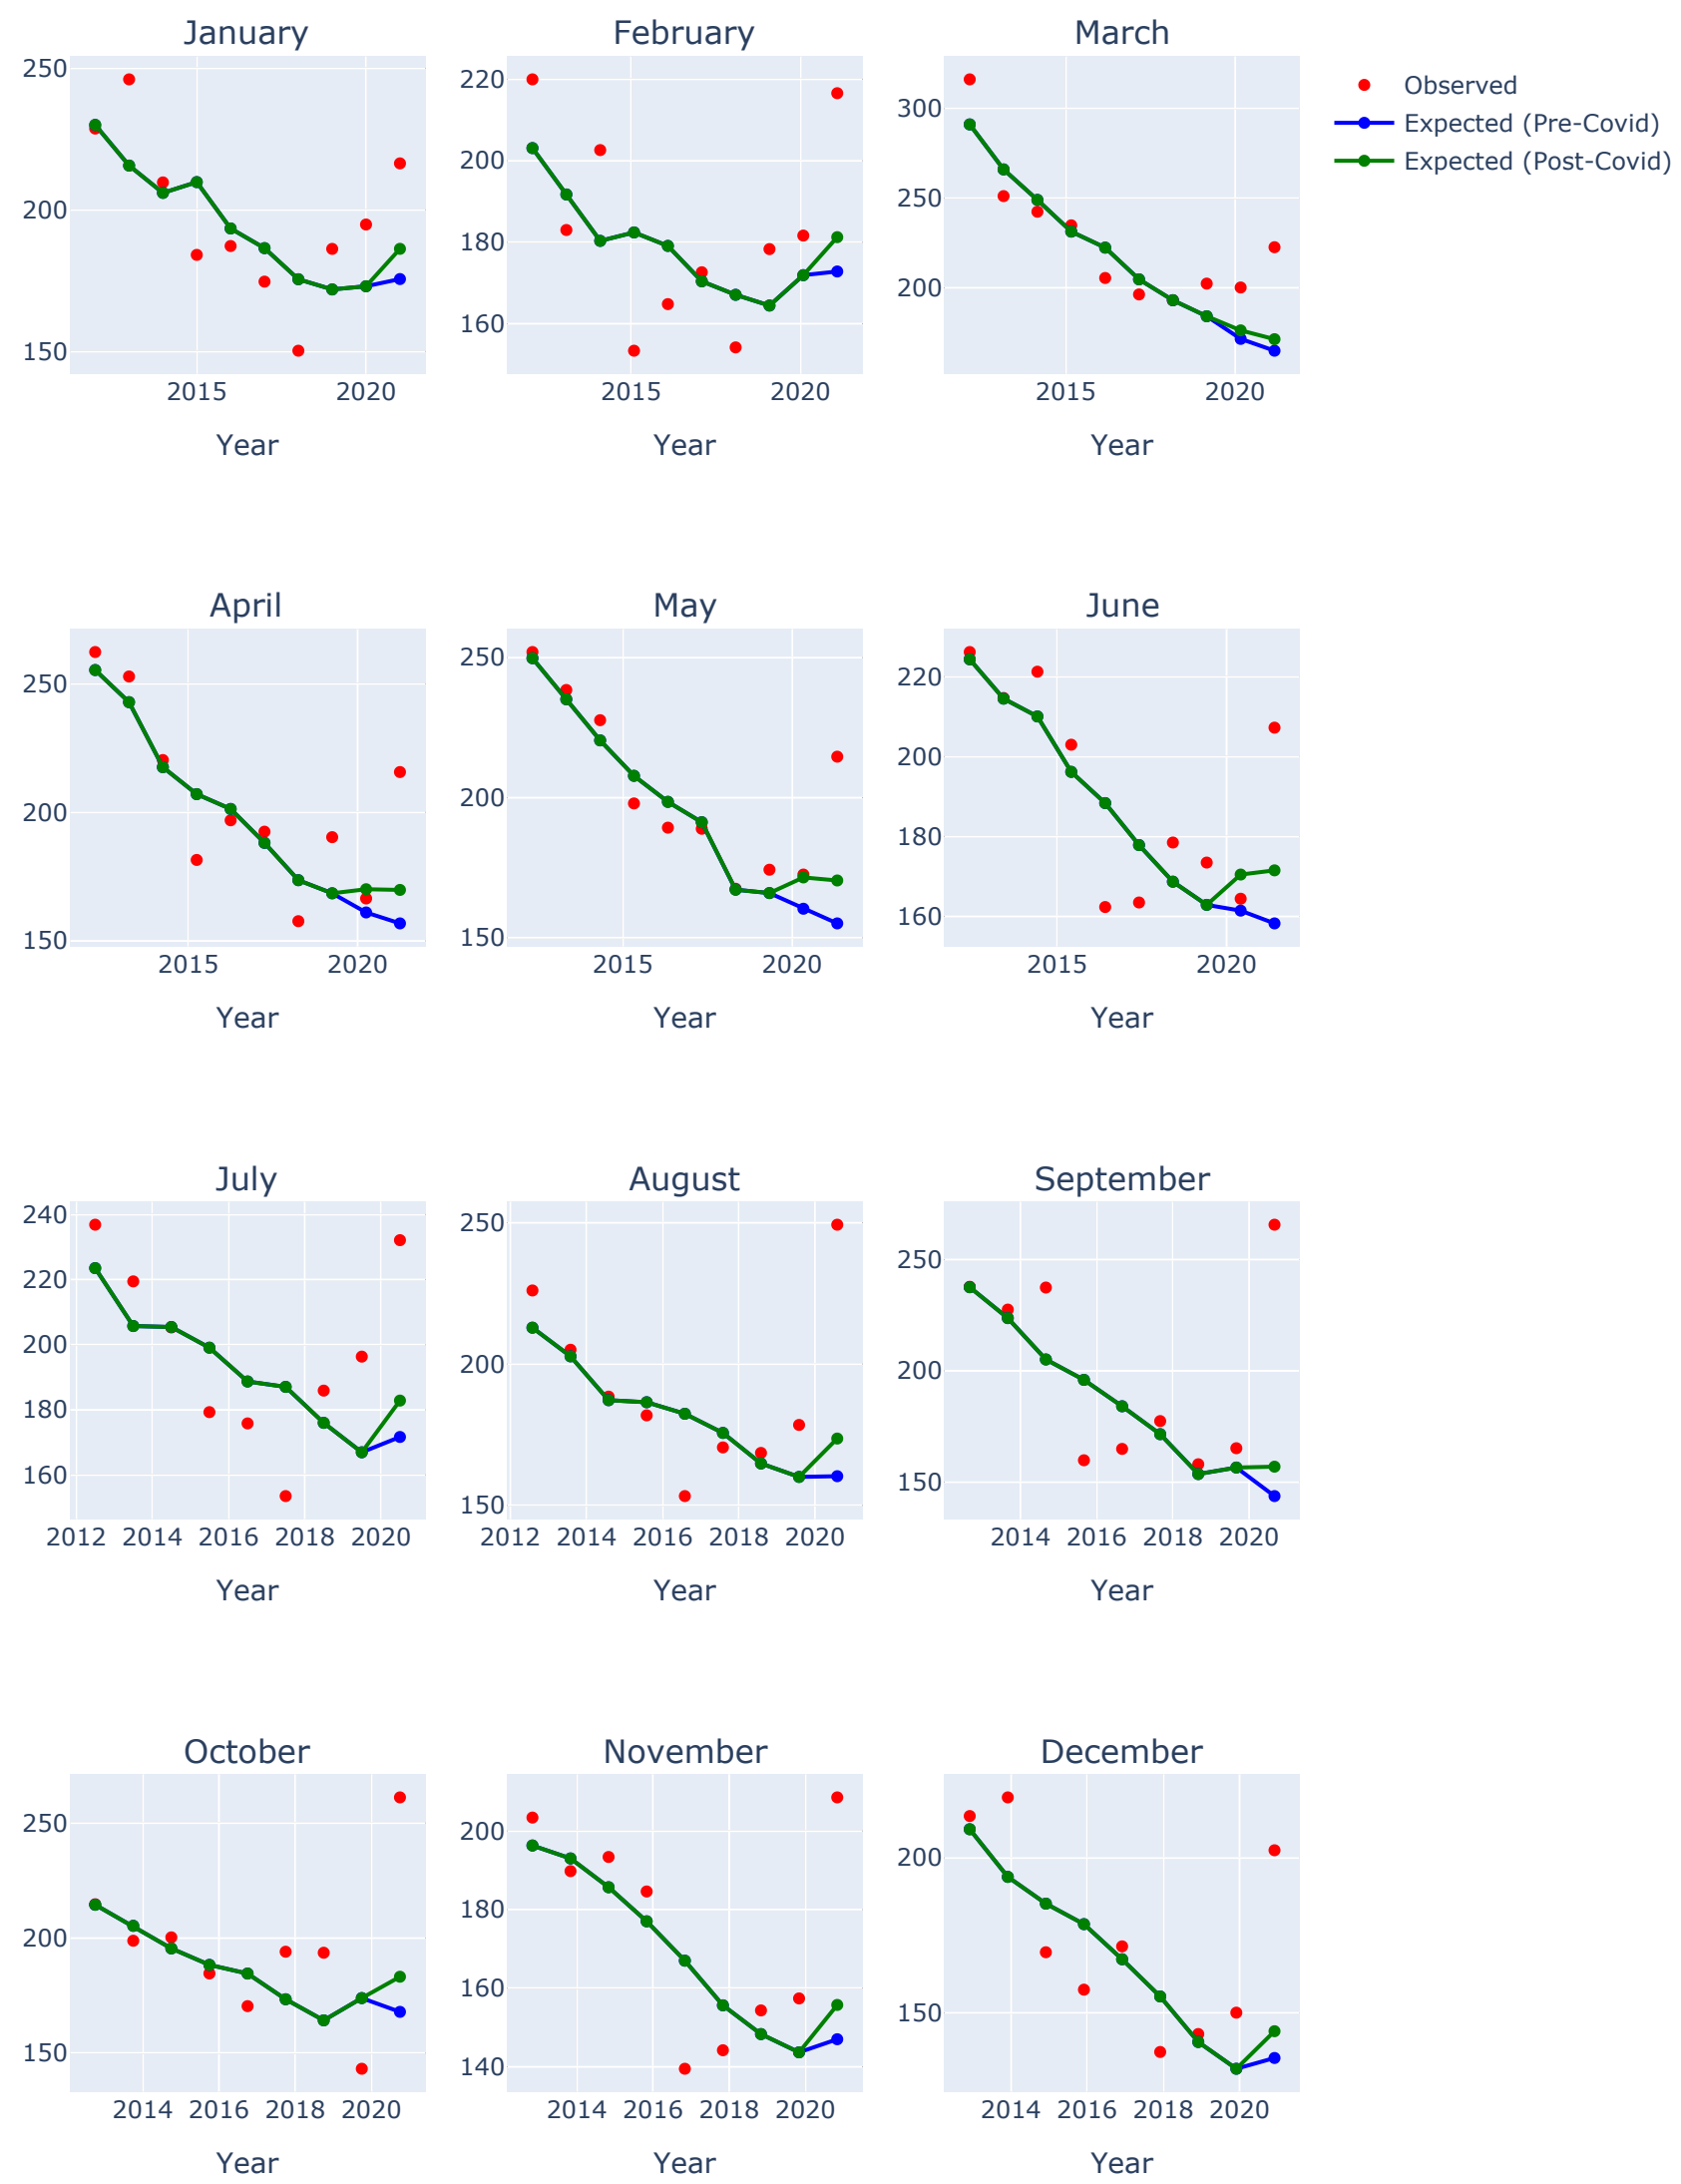 January February March
250
200
150
2015 2020
Year
220
200
180
160
2015 2020
Year
300
250
200
2015 2020
Year
Observed
Expected (Pre-Covid)
Expected (Post-Covid)
April May June
250
200
150
2015 2020
Year
250
200
150
2015 2020
Year
220
200
180
160
2015 2020
Year
July August September
240
220
200
180
160
2012 2014 2016 2018 2020
Year
250
200
150
2012 2014 2016 2018 2020
Year
250
200
150
2014 2016 2018 2020
Year
October November December
250
200
150
2014 2016 2018 2020
Year
200
180
160
140
2014 2016 2018 2020
Year
200
150
2014 2016 2018 2020
Year